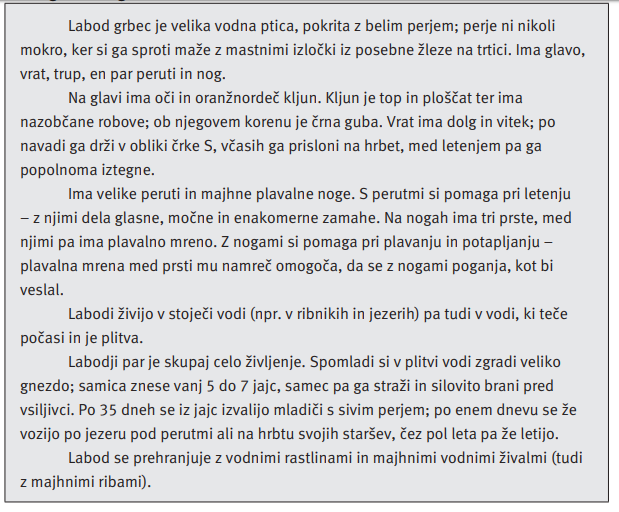 Labod grbec je velika vodna ptica, pokrita z belim perjem; perje ni nikoli
mokro, ker si ga sproti maže z mastnimi izločki iz posebne žleze na trtici. Ima glavo,
vrat, trup, en par peruti in nog.
Na glavi ima oči in oranžnordeč kljun. Kljun je top in ploščat ter ima
nazobčane robove; ob njegovem korenu je črna guba. Vrat ima dolg in vitek; po
navadi ga drži v obliki črke S, včasih ga prisloni na hrbet, med letenjem pa ga
popolnoma iztegne.
Ima velike peruti in majhne plavalne noge. S perutmi si pomaga pri letenju
– z njimi dela glasne, močne in enakomerne zamahe. Na nogah ima tri prste, med
njimi pa ima plavalno mreno. Z nogami si pomaga pri plavanju in potapljanju –
plavalna mrena med prsti mu namreč omogoča, da se z nogami poganja, kot bi
veslal.
Labodi živijo v stoječi vodi (npr. v ribnikih in jezerih) pa tudi v vodi, ki teče
počasi in je plitva.
Labodji par je skupaj celo življenje. Spomladi si v plitvi vodi zgradi veliko
gnezdo; samica znese vanj 5 do 7 jajc, samec pa ga straži in silovito brani pred
vsiljivci. Po 35 dneh se iz jajc izvalijo mladiči s sivim perjem; po enem dnevu se že
vozijo po jezeru pod perutmi ali na hrbtu svojih staršev, čez pol leta pa že letijo.
Labod se prehranjuje z vodnimi rastlinami in majhnimi vodnimi živalmi (tudi
z majhnimi ribami).